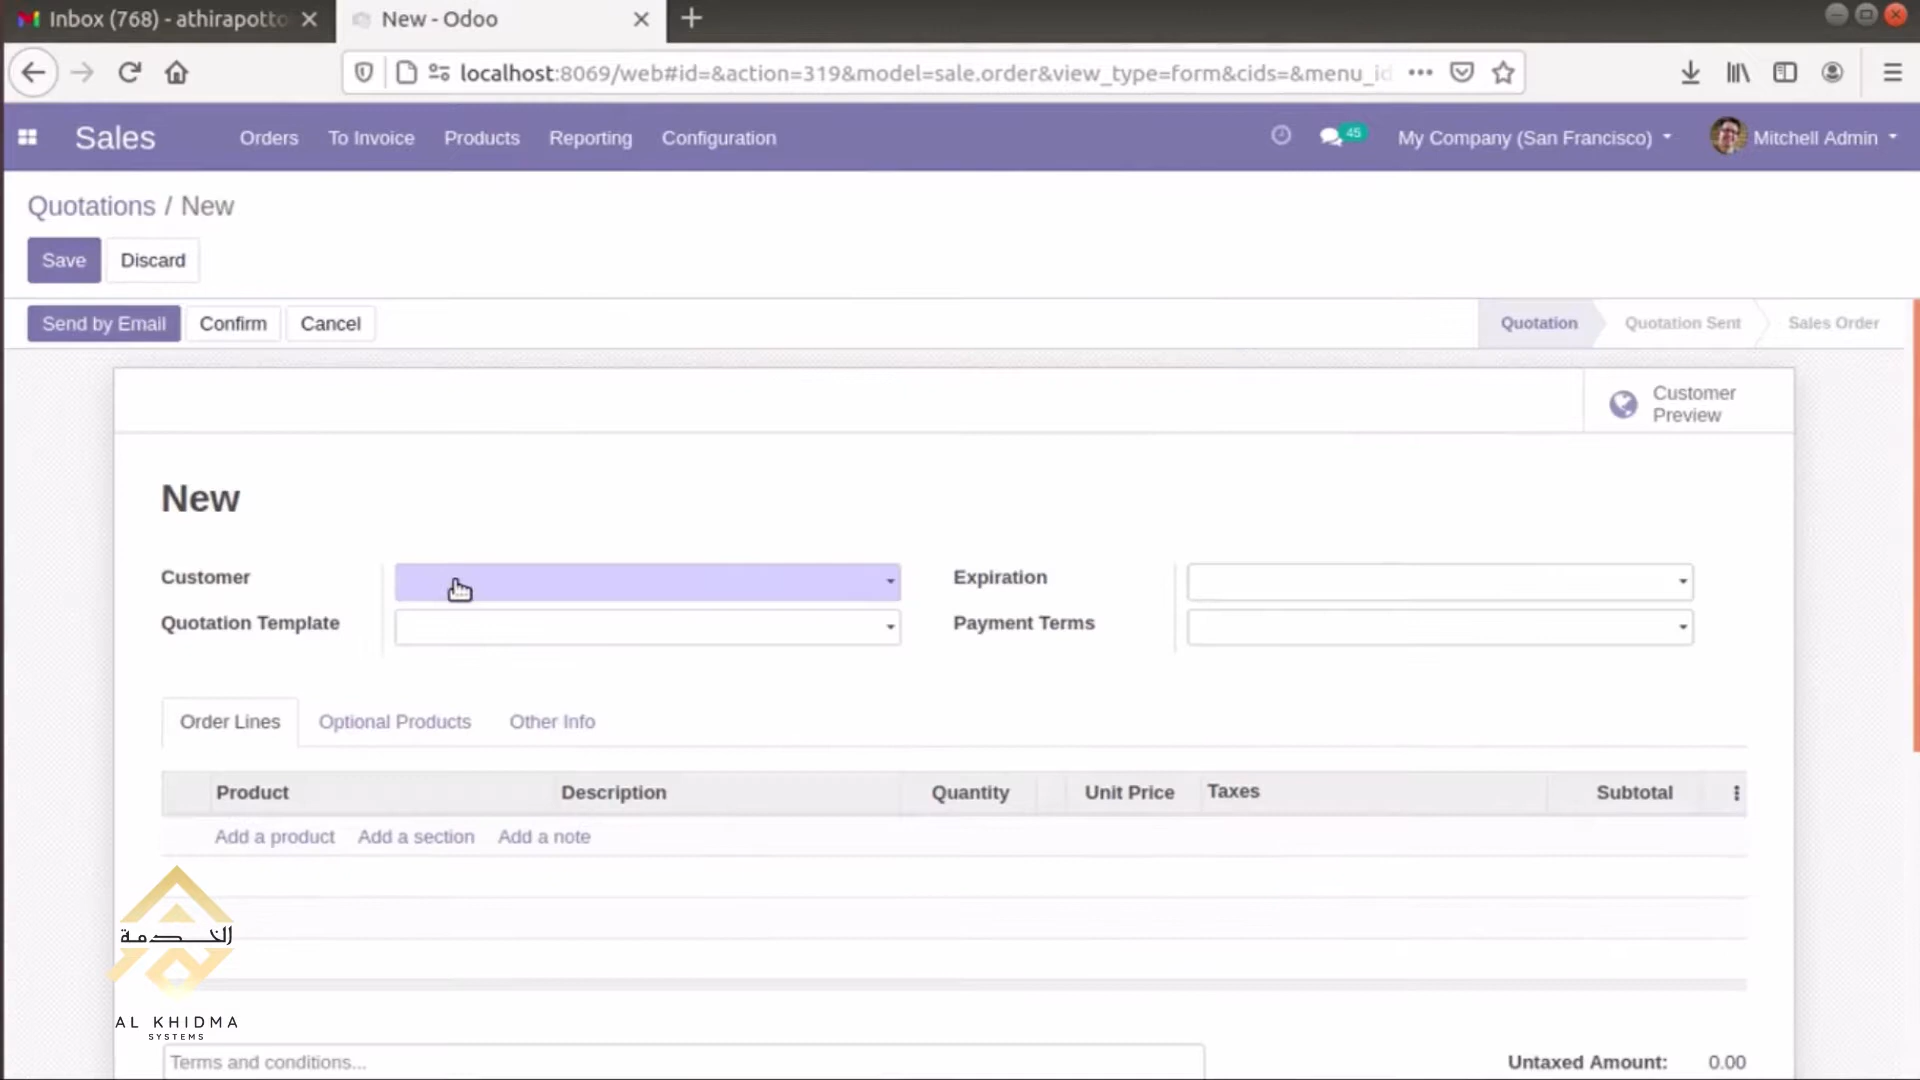 Inbox (768) - athirapotto
New - Odoo
localhost:8069/web#id=&action=319&model=sale.order&view_type=form&cids=&menu_id
Sales
Orders
To Invoice
Products
Reporting
Configuration
45
My Company (San Francisco)
Mitchell Admin
Quotations / New
Save
Discard
Send by Email
Confirm
Cancel
Quotation
Quotation Sent
Sales Order
Customer
Preview
New
Customer
Expiration
Quotation Template
Payment Terms
Order Lines
Optional Products
Other Info
Product
Description
Quantity
Unit Price
Taxes
Subtotal
Add a product
Add a section
Add a note
الخدمة
AL KHIDMA
SYSTEMS
Terms and conditions...
Untaxed Amount:
0.00